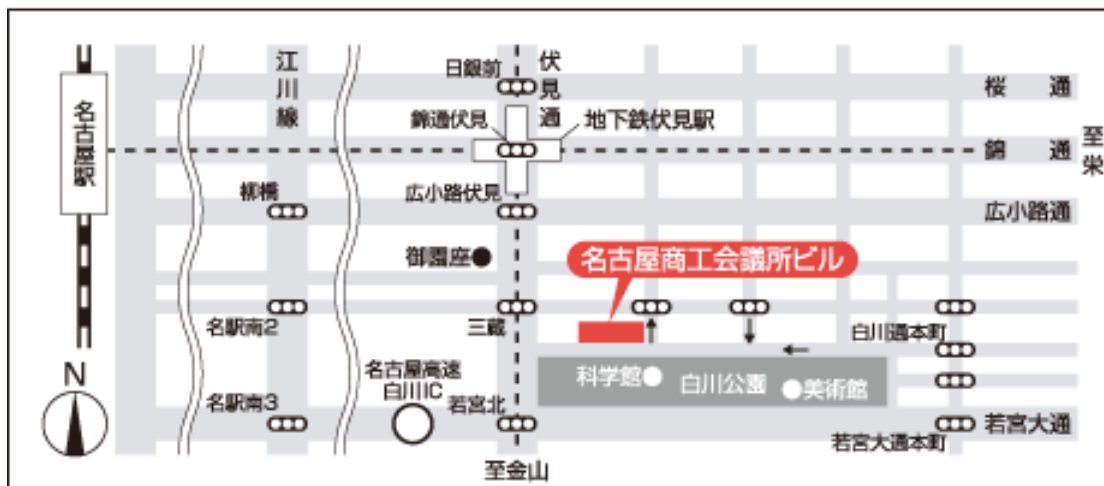 名古屋駅
江川線
日銀前
伏見通
桜通
錦通伏見
地下鉄伏見駅
錦通
至栄
柳橋
広小路伏見
広小路通
御園座
名古屋商工会議所ビル
名駅南2
三蔵
白川通本町
N
名古屋高速
白川IC
科学館
白川公園
美術館
名駅南3
若宮北
若宮大通
若宮大通本町
至金山